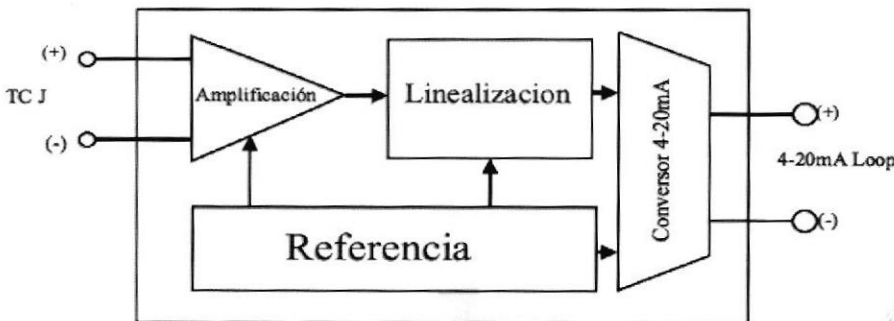 (+)
TC J
(-)
Amplificación
Linealizacion
Referencia
Conversor 4-20mA
(+)
4-20mA Loop
(-)